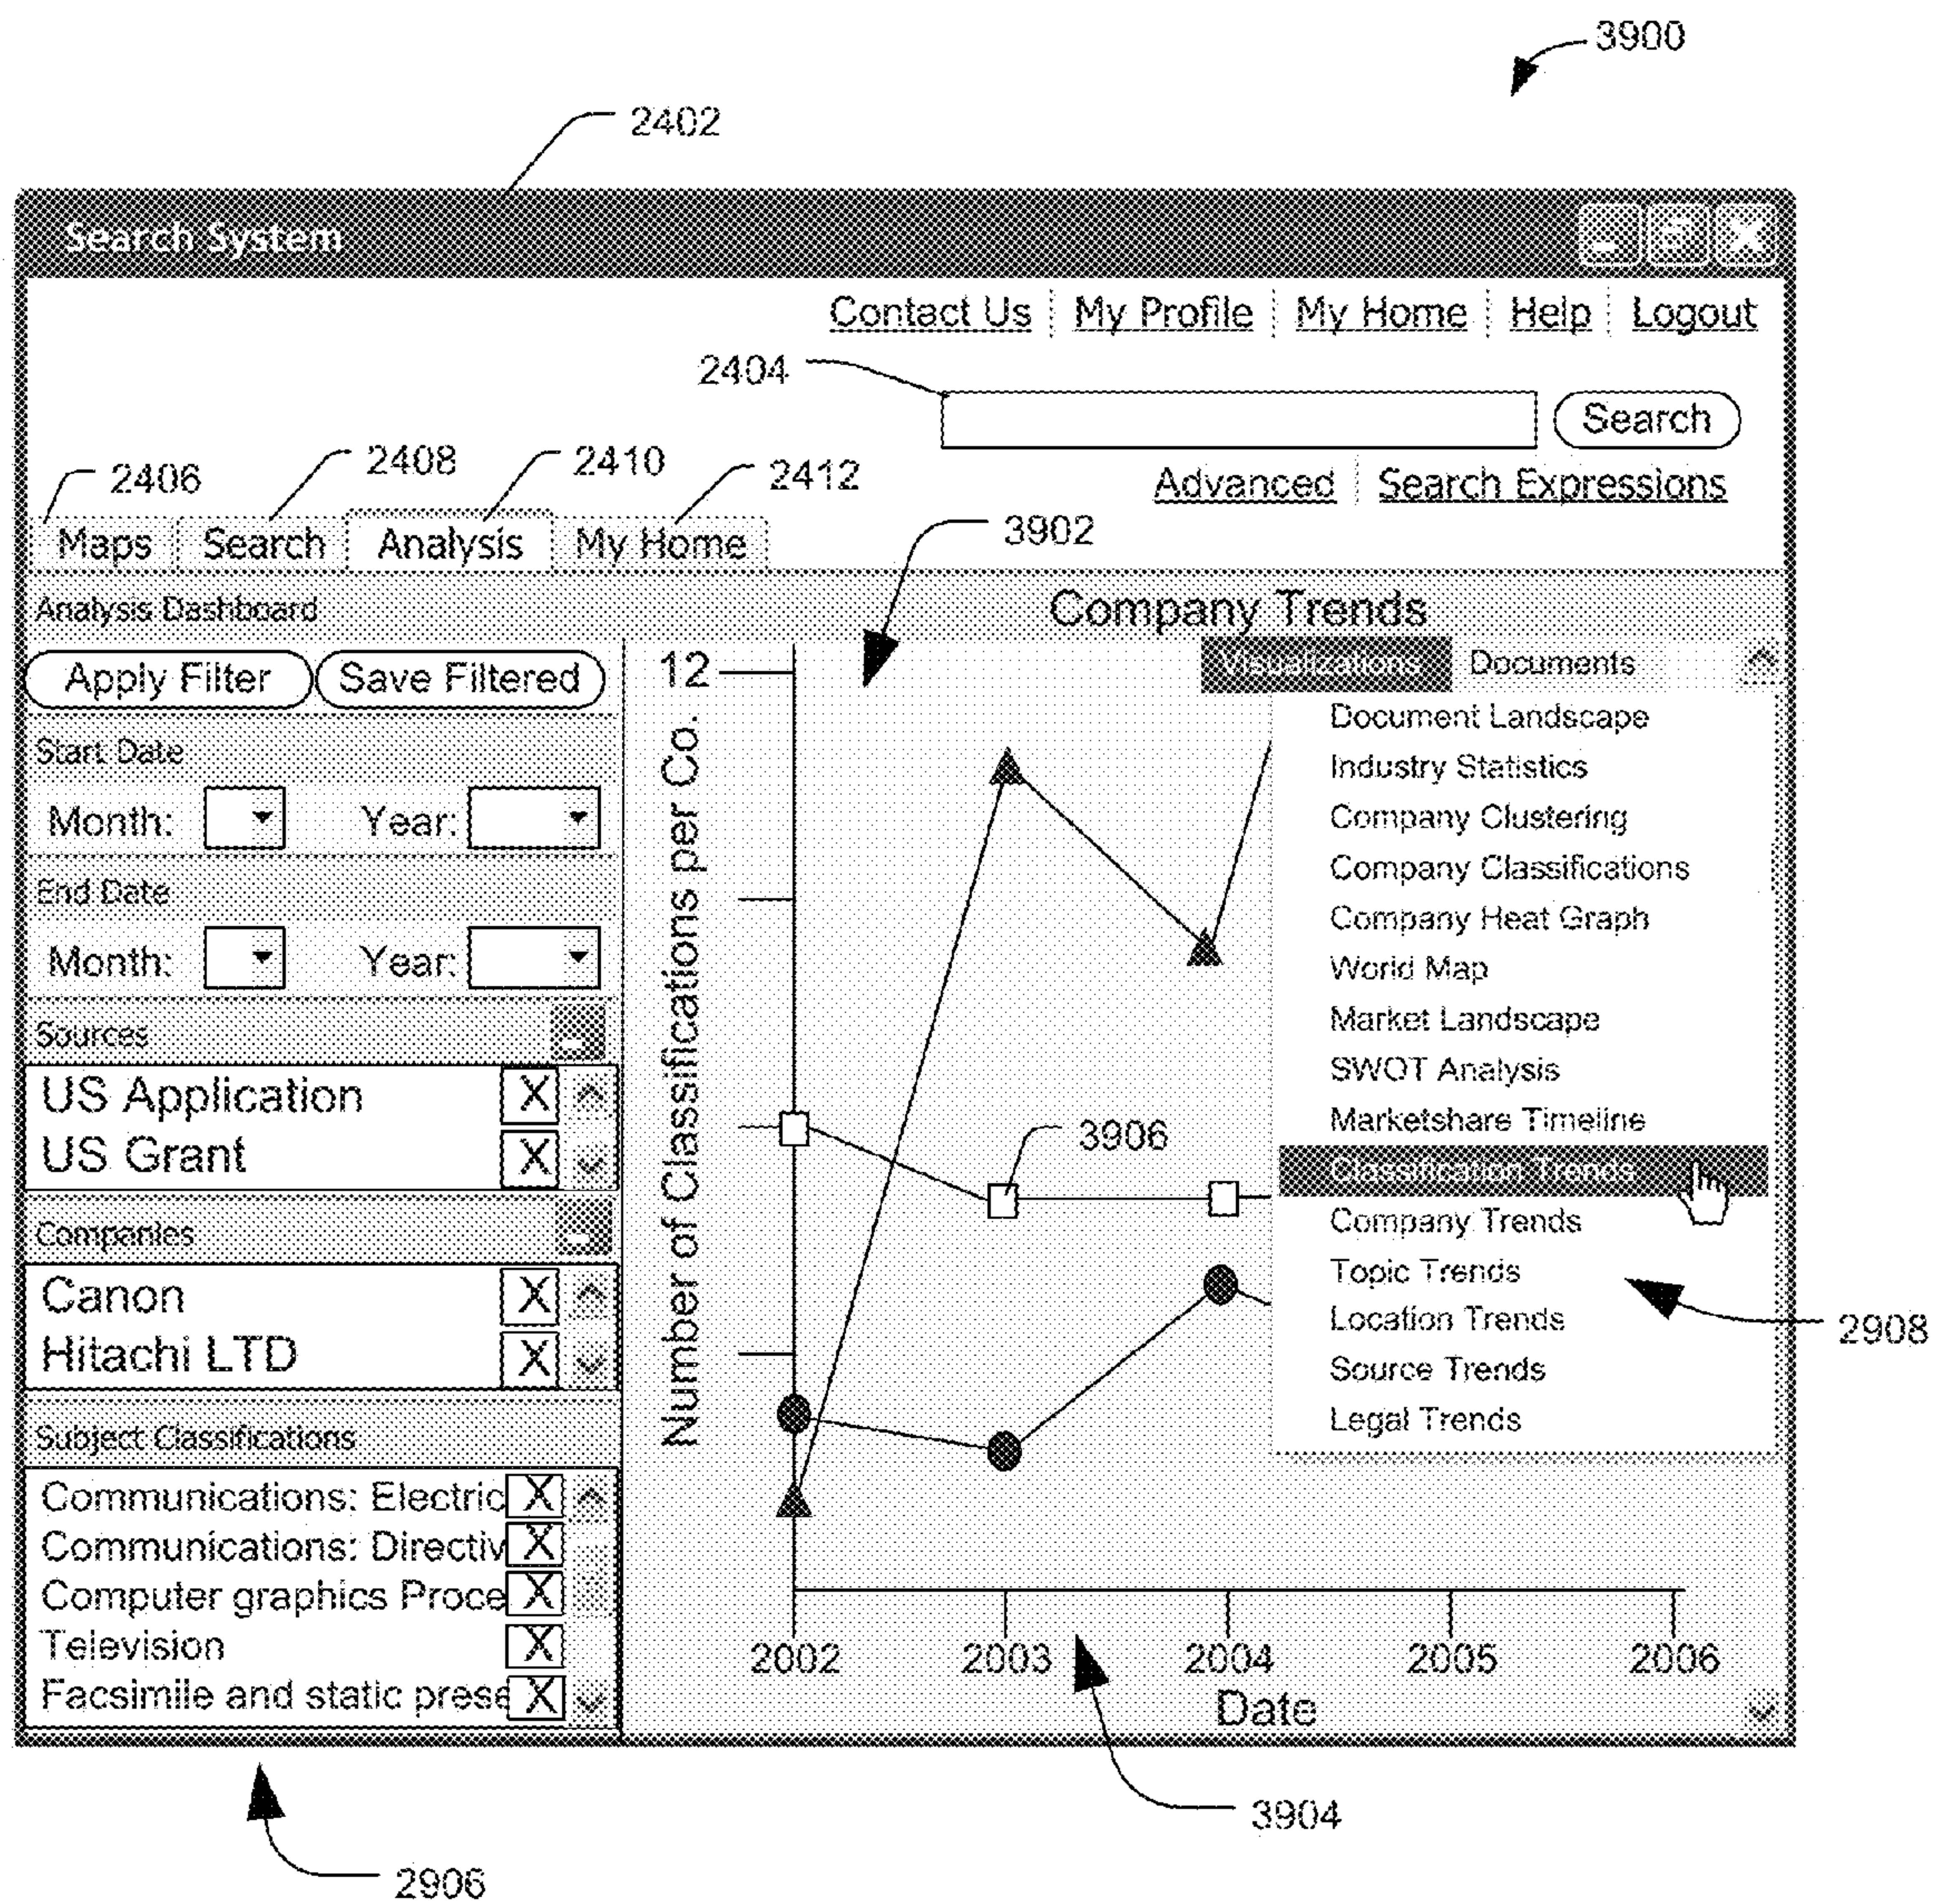 3900
2402
Search System
Contact Us My Profile My Home Help Logout
2404
Search
Advanced Search Expressions
2406 2408 2410 2412
Maps Search Analysis My Home
3902
Analysis Dashboard
Company Trends
Apply Filter Save Filtered
Start Date
Month: Year:
End Date
Month: Year:
Sources
US Application X
US Grant X
Companies
Canon X
Hitachi LTD X
Subject Classifications
Communications: Electric X
Communications: Directiv X
Computer graphics Proce X
Television X
Facsimile and static prese X
2906
12
Number of Classifications per Co.
3906
Visualizations Documents
Document Landscape
Industry Statistics
Company Clustering
Company Classifications
Company Heat Graph
World Map
Market Landscape
SWOT Analysis
Marketshare Timeline
Classification Trends
Company Trends
Topic Trends
Location Trends
Source Trends
Legal Trends
2908
2002 2003 2004 2005 2006
Date
3904